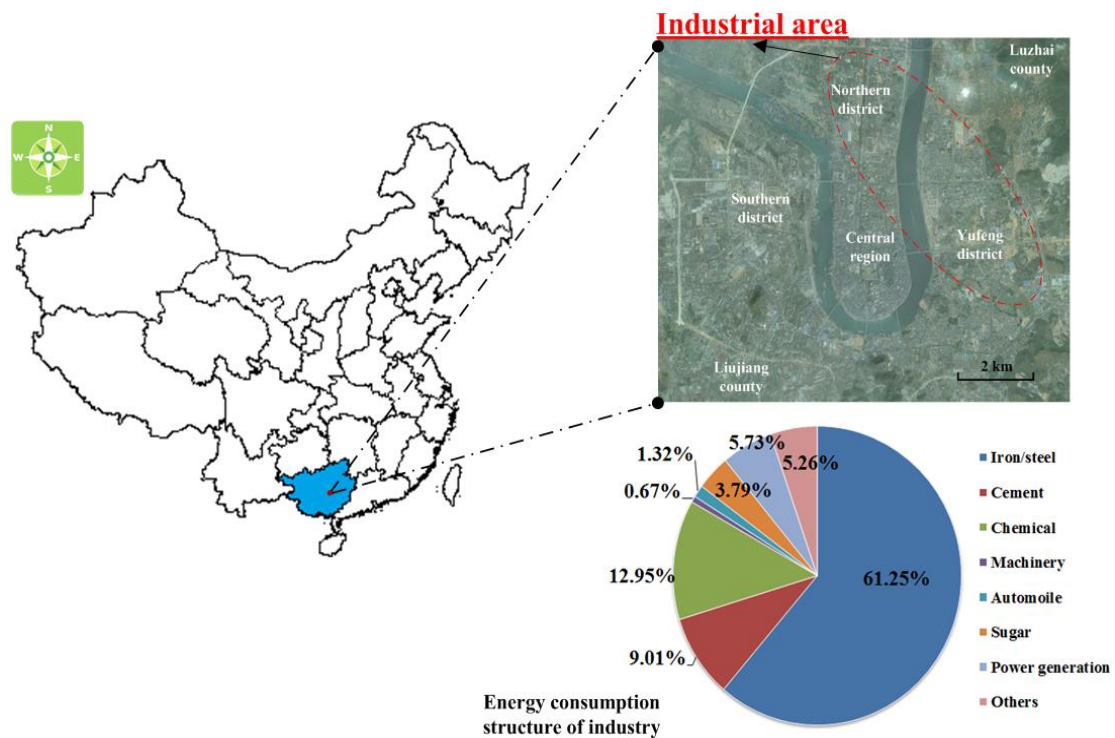 Industrial area
N
W
E
S
Luzhai
county
Northern
district
Southern
district
Central
region
Yufeng
district
Liujiang
county
2 km
5.73%
5.26%
1.32%
3.79%
0.67%
12.95%
61.25%
9.01%
Iron/steel
Cement
Chemical
Machinery
Automoile
Sugar
Power generation
Others
Energy consumption
structure of industry